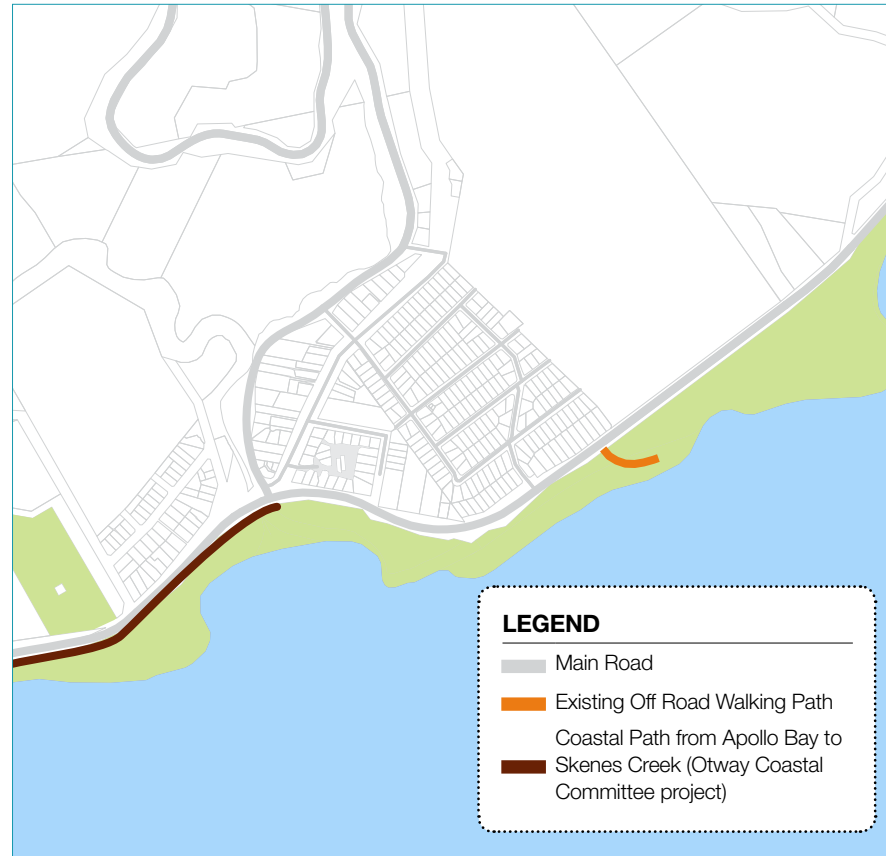 LEGEND
Main Road
Existing Off Road Walking Path
Coastal Path from Apollo Bay to
Skenes Creek (Otway Coastal
Committee project)